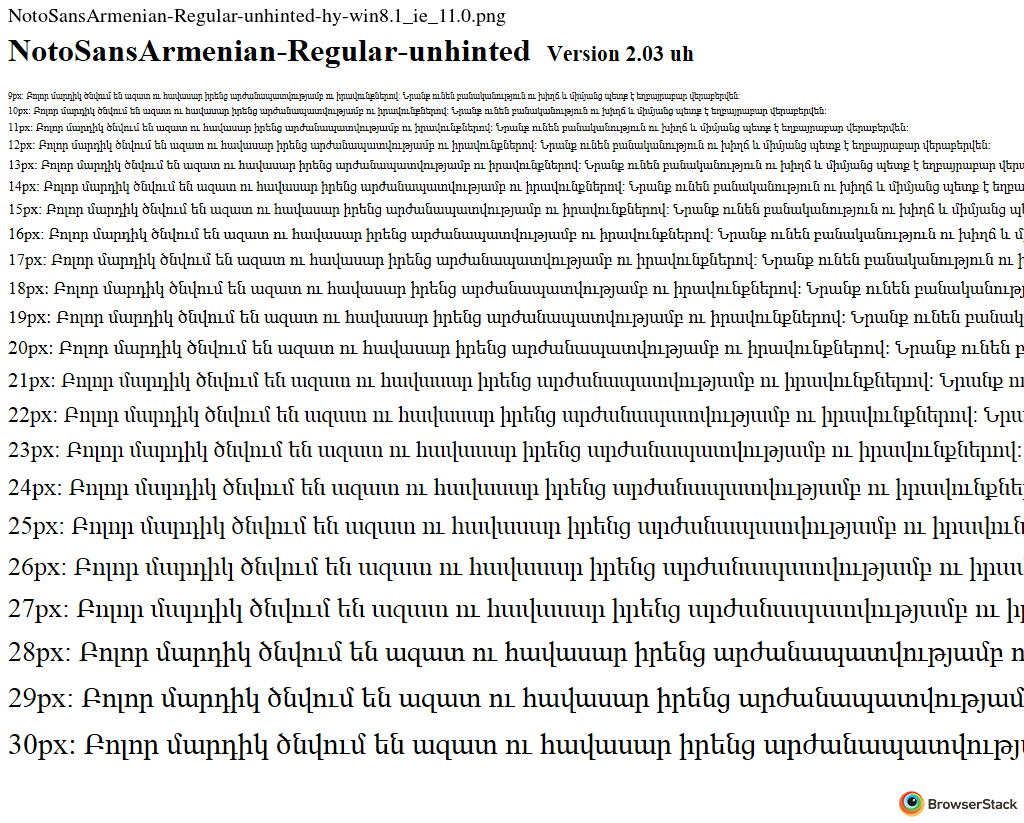 NotoSansArmenian-Regular-unhinted-hy-win8.1_ie_11.0.png
NotoSansArmenian-Regular-unhinted Version 2.03 uh
9px: Բոլոր մարդիկ ծնվում են ազատ ու հավասար իրենց արժանապատվությամբ ու իրավունքներով: Նրանք ունեն բանականություն ու խիղճ և միմյանց պետք է եղբայրաբար վերաբերվեն:
10px: Բոլոր մարդիկ ծնվում են ազատ ու հավասար իրենց արժանապատվությամբ ու իրավունքներով: Նրանք ունեն բանականություն ու խիղճ և միմյանց պետք է եղբայրաբար վերաբերվեն:
11px: Բոլոր մարդիկ ծնվում են ազատ ու հավասար իրենց արժանապատվությամբ ու իրավունքներով: Նրանք ունեն բանականություն ու խիղճ և միմյանց պետք է եղբայրաբար վերաբերվեն:
12px: Բոլոր մարդիկ ծնվում են ազատ ու հավասար իրենց արժանապատվությամբ ու իրավունքներով: Նրանք ունեն բանականություն ու խիղճ և միմյանց պետք է եղբայրաբար վերաբերվեն:
13px: Բոլոր մարդիկ ծնվում են ազատ ու հավասար իրենց արժանապատվությամբ ու իրավունքներով: Նրանք ունեն բանականություն ու խիղճ և միմյանց պետք է եղբայրաբար վերա
14px: Բոլոր մարդիկ ծնվում են ազատ ու հավասար իրենց արժանապատվությամբ ու իրավունքներով: Նրանք ունեն բանականություն ու խիղճ և միմյանց պետք է եղբա
15px: Բոլոր մարդիկ ծնվում են ազատ ու հավասար իրենց արժանապատվությամբ ու իրավունքներով: Նրանք ունեն բանականություն ու խիղճ և միմյանց պե
16px: Բոլոր մարդիկ ծնվում են ազատ ու հավասար իրենց արժանապատվությամբ ու իրավունքներով: Նրանք ունեն բանականություն ու խիղճ և մ
17px: Բոլոր մարդիկ ծնվում են ազատ ու հավասար իրենց արժանապատվությամբ ու իրավունքներով: Նրանք ունեն բանականություն ու խ
18px: Բոլոր մարդիկ ծնվում են ազատ ու հավասար իրենց արժանապատվությամբ ու իրավունքներով: Նրանք ունեն բանականությ
19px: Բոլոր մարդիկ ծնվում են ազատ ու հավասար իրենց արժանապատվությամբ ու իրավունքներով: Նրանք ունեն բանակ
20px: Բոլոր մարդիկ ծնվում են ազատ ու հավասար իրենց արժանապատվությամբ ու իրավունքներով: Նրանք ունեն բ
21px: Բոլոր մարդիկ ծնվում են ազատ ու հավասար իրենց արժանապատվությամբ ու իրավունքներով: Նրանք ու
22px: Բոլոր մարդիկ ծնվում են ազատ ու հավասար իրենց արժանապատվությամբ ու իրավունքներով: Նրա
23px: Բոլոր մարդիկ ծնվում են ազատ ու հավասար իրենց արժանապատվությամբ ու իրավունքներով:
24px: Բոլոր մարդիկ ծնվում են ազատ ու հավասար իրենց արժանապատվությամբ ու իրավունքնե
25px: Բոլոր մարդիկ ծնվում են ազատ ու հավասար իրենց արժանապատվությամբ ու իրավուն
26px: Բոլոր մարդիկ ծնվում են ազատ ու հավասար իրենց արժանապատվությամբ ու իրավ
27px: Բոլոր մարդիկ ծնվում են ազատ ու հավասար իրենց արժանապատվությամբ ու իր
28px: Բոլոր մարդիկ ծնվում են ազատ ու հավասար իրենց արժանապատվությամբ ո
29px: Բոլոր մարդիկ ծնվում են ազատ ու հավասար իրենց արժանապատվությամ
30px: Բոլոր մարդիկ ծնվում են ազատ ու հավասար իրենց արժանապատվությ
BrowserStack